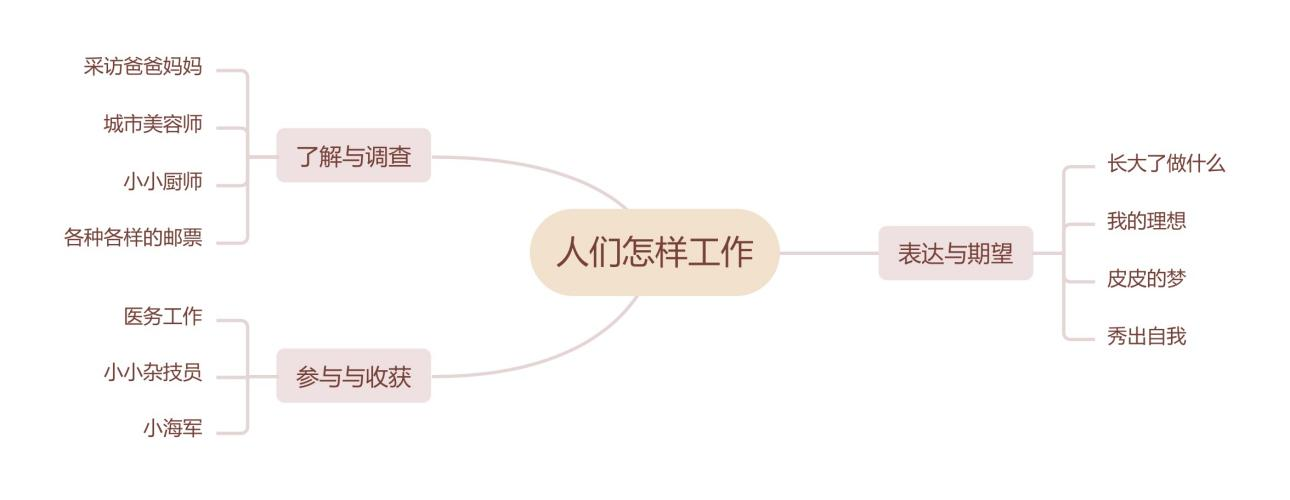 人们怎样工作
了解与调查
采访爸爸妈妈
城市美容师
小小厨师
各种各样的邮票
参与与收获
医务工作
小小杂技员
小海军
表达与期望
长大了做什么
我的理想
皮皮的梦
秀出自我